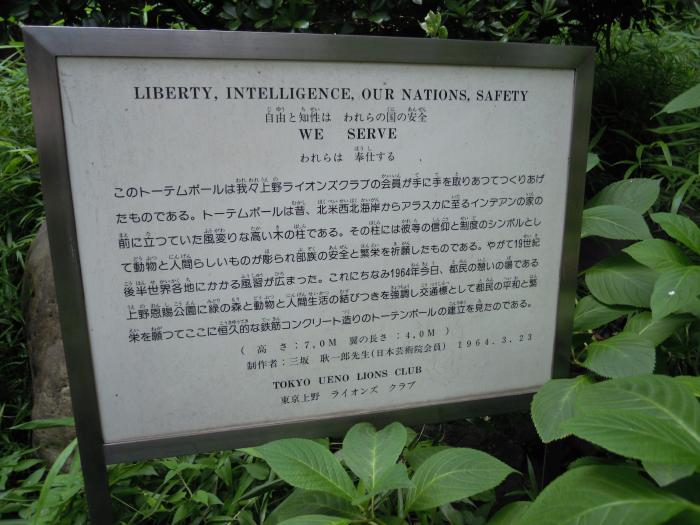 LIBERTY, INTELLIGENCE, OUR NATIONS, SAFETY
自由と知性は われらの国の安全
WE SERVE
われらは 奉仕する
このトーテムポールは我々上野ライオンズクラブの会員が手に手を取りあつてつくりあげ
たものである。トーテムポールは昔、北米西北海岸からアラスカに至るインデアンの家の
前に立つていた風変りな高い木の柱である。その柱には彼等の信仰と制度のシンボルとし
て動物と人間らしいものが彫られ部族の安全と繁栄を祈願したものである。やがて19世紀
後半世界各地にかかる風習が広まった。これにちなみ1964年今日、都民の憩いの場である
上野恩賜公園に緑の森と動物と人間生活の結びつきを強調し交通標として都民の平和と繁
栄を願つてここに恒久的な鉄筋コンクリート造りのトーテンポールの建立を見たのである。
( 高 さ:7,0M 翼の長さ :4,0M )
制作者:三坂 耿一郎先生(日本芸術院会員) 1964.3.23
TOKYO UENO LIONS CLUB
東京上野 ライオンズ クラブ